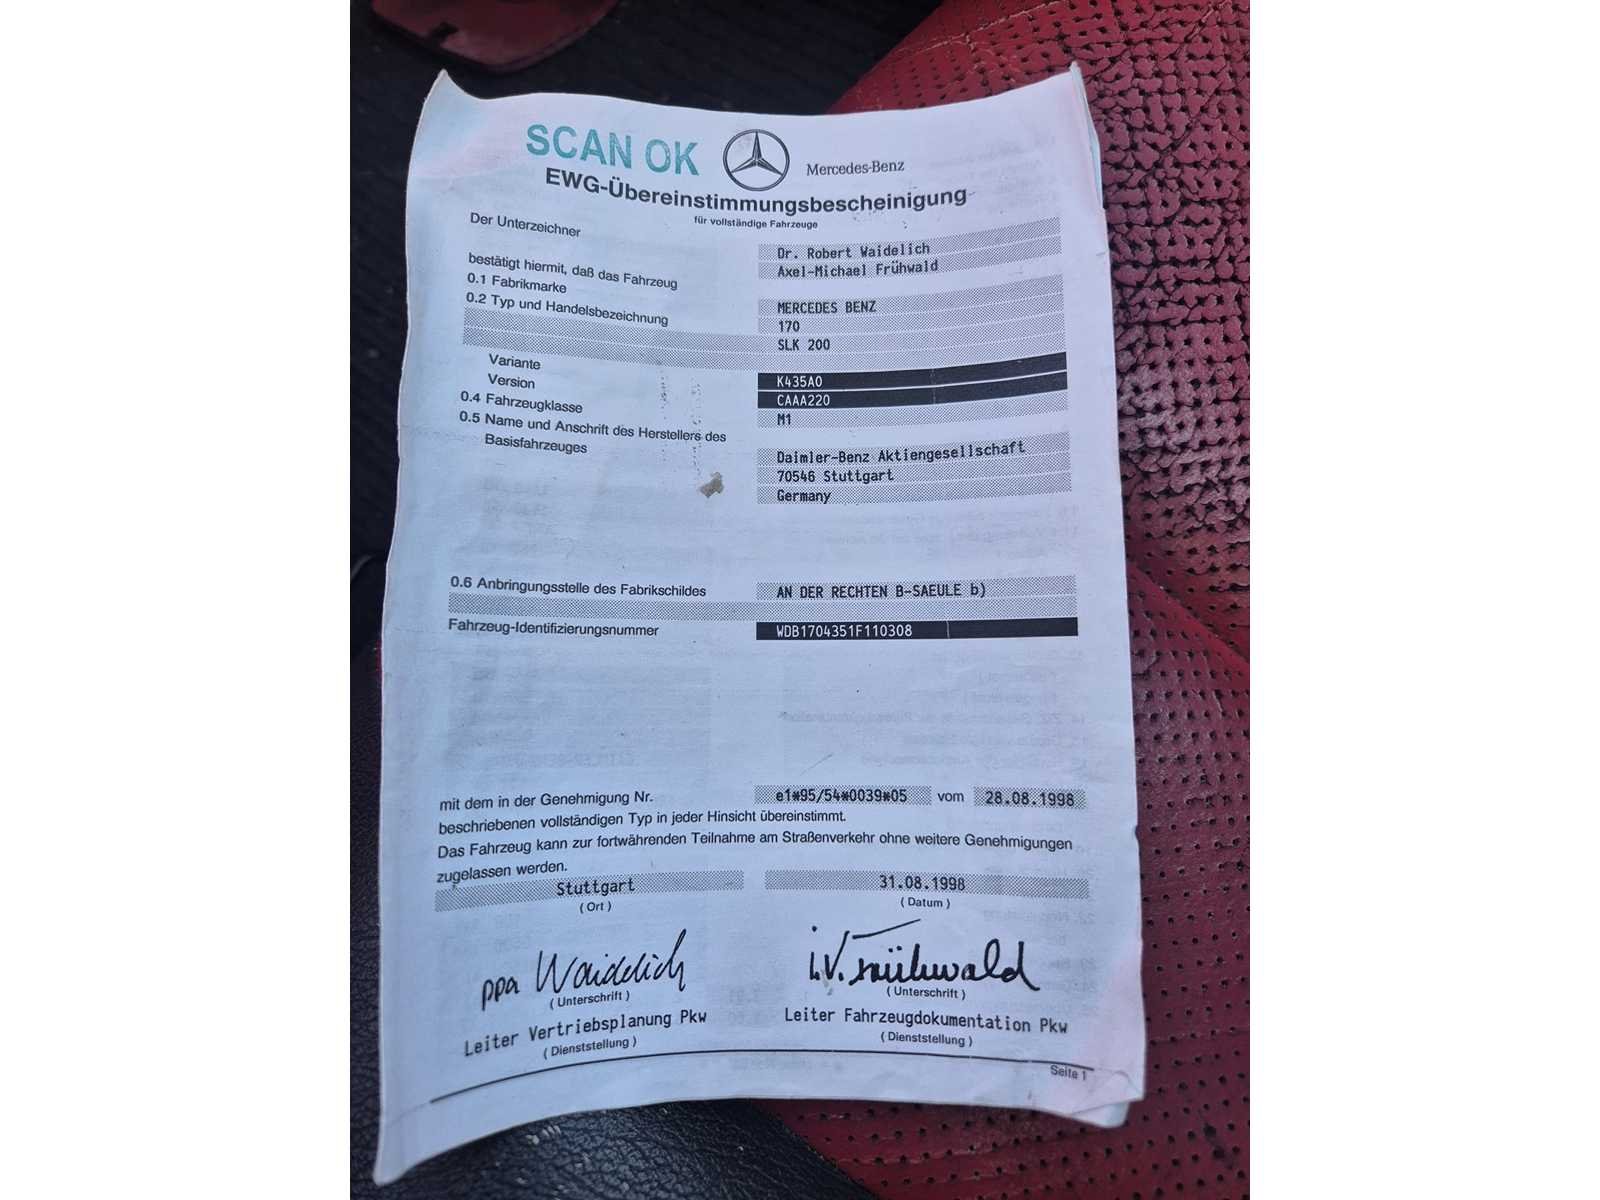 SCAN OK
Mercedes-Benz
EWG-Übereinstimmungsbescheinigung
für vollständige Fahrzeuge
Der Unterzeichner
Dr. Robert Waidelich
Axel-Michael Frühwald
bestätigt hiermit, daß das Fahrzeug
0.1 Fabrikmarke MERCEDES BENZ
0.2 Typ und Handelsbezeichnung 170
SLK 200
Variante K435A0
Version CAAA220
0.4 Fahrzeugklasse M1
0.5 Name und Anschrift des Herstellers des
Basisfahrzeuges
Daimler-Benz Aktiengesellschaft
70546 Stuttgart
Germany
0.6 Anbringungsstelle des Fabrikschildes AN DER RECHTEN B-SAEULE b)
Fahrzeug-Identifizierungsnummer WDB1704351F110308
mit dem in der Genehmigung Nr. e1*95/54*0039*05 vom 28.08.1998
beschriebenen vollständigen Typ in jeder Hinsicht übereinstimmt.
Das Fahrzeug kann zur fortwährenden Teilnahme am Straßenverkehr ohne weitere Genehmigungen
zugelassen werden.
Stuttgart 31.08.1998
(Ort) (Datum)
ppa Waidelich i.V. Frühwald
(Unterschrift) (Unterschrift)
Leiter Vertriebsplanung Pkw Leiter Fahrzeugdokumentation Pkw
(Dienststellung) (Dienststellung)
Seite 1